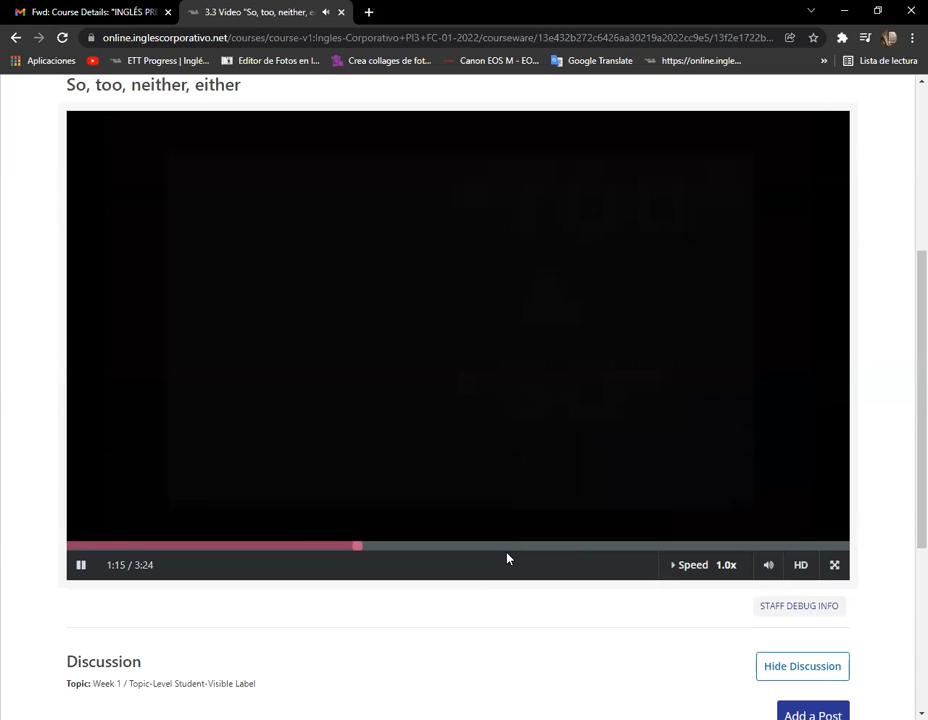 Fwd: Course Details: "INGLÉS PRE
3.3 Video "So, too, neither, e
online.inglescorporativo.net/courses/course-v1:Ingles-Corporativo+PI3+FC-01-2022/courseware/13e432b272c6426aa30219a2022cc9e5/13f2e1722b...
Aplicaciones
ETT Progress | Inglé...
Editor de Fotos en l...
Crea collages de fot...
Canon EOS M - EO...
Google Translate
https://online.ingle...
»
Lista de lectura
So, too, neither, either
1:15 / 3:24
Speed 1.0x
HD
STAFF DEBUG INFO
Discussion
Hide Discussion
Topic: Week 1 / Topic-Level Student-Visible Label
Add a Post